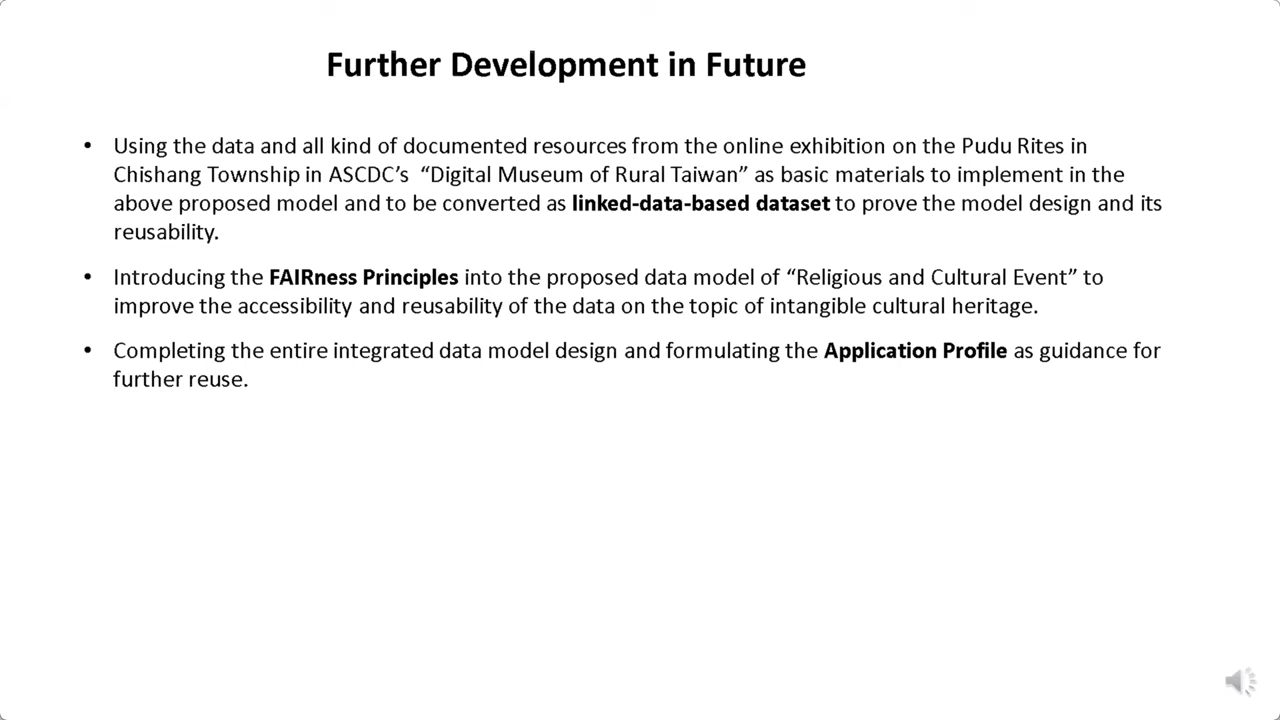 Further Development in Future
• Using the data and all kind of documented resources from the online exhibition on the Pudu Rites in
Chishang Township in ASCDC’s “Digital Museum of Rural Taiwan” as basic materials to implement in the
above proposed model and to be converted as linked-data-based dataset to prove the model design and its
reusability.
• Introducing the FAIRness Principles into the proposed data model of “Religious and Cultural Event” to
improve the accessibility and reusability of the data on the topic of intangible cultural heritage.
• Completing the entire integrated data model design and formulating the Application Profile as guidance for
further reuse.